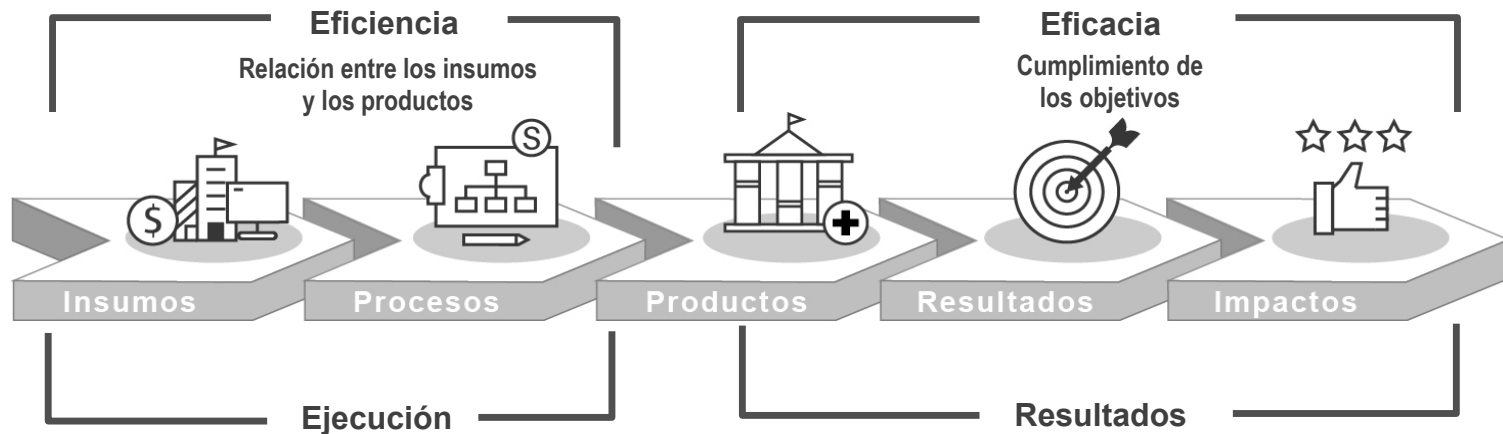 Eficiencia
Relación entre los insumos
y los productos
Eficacia
Cumplimiento de
los objetivos
S
$
Insumos
Procesos
Productos
Resultados
Impactos
Ejecución
Resultados